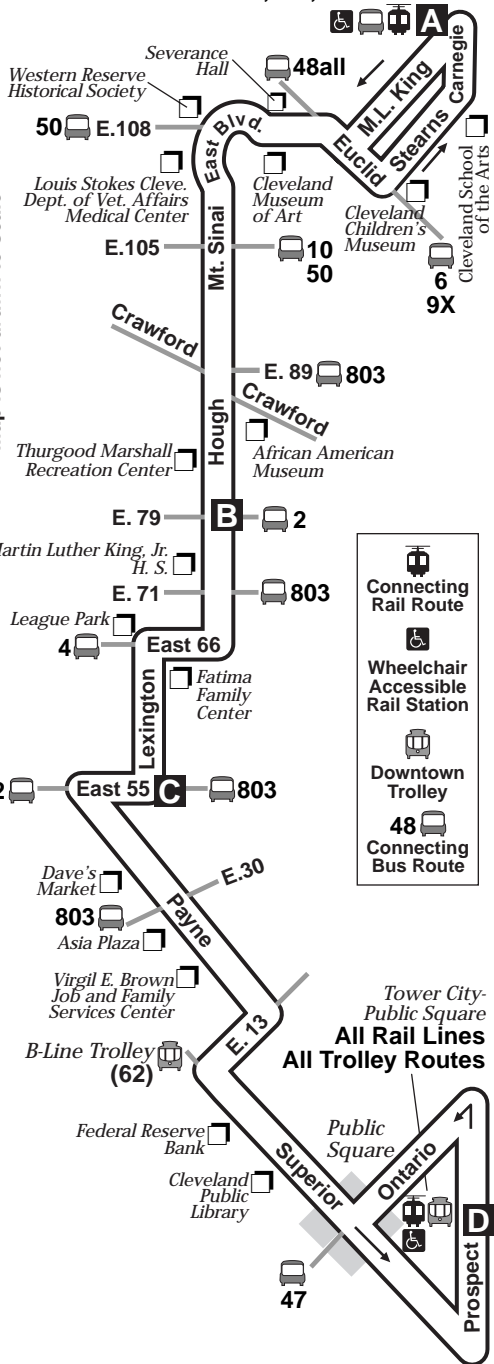 A
Severance
Hall
48all
Western Reserve
Historical Society
M.L. King
Carnegie
50
E.108
East Blvd.
Euclid
Stearns
Louis Stokes Cleve.
Dept. of Vet. Affairs
Medical Center
Cleveland
Museum
of Art
Cleveland
Children's
Museum
Cleveland School
of the Arts
6
9X
E.105
Mt. Sinai
10
50
Crawford
E. 89
803
Crawford
Hough
Thurgood Marshall
Recreation Center
African American
Museum
E. 79
B
2
Martin Luther King, Jr.
H. S.
E. 71
803
League Park
4
East 66
Lexington
Fatima
Family
Center
2
East 55
C
803
Dave's
Market
E.30
803
Payne
Asia Plaza
Virgil E. Brown
Job and Family
Services Center
E. 13
B-Line Trolley
(62)
Federal Reserve
Bank
Cleveland
Public
Library
Superior
Public
Square
Ontario
Tower City-
Public Square
All Rail Lines
All Trolley Routes
D
Prospect
47
Connecting
Rail Route
Wheelchair
Accessible
Rail Station
Downtown
Trolley
48
Connecting
Bus Route